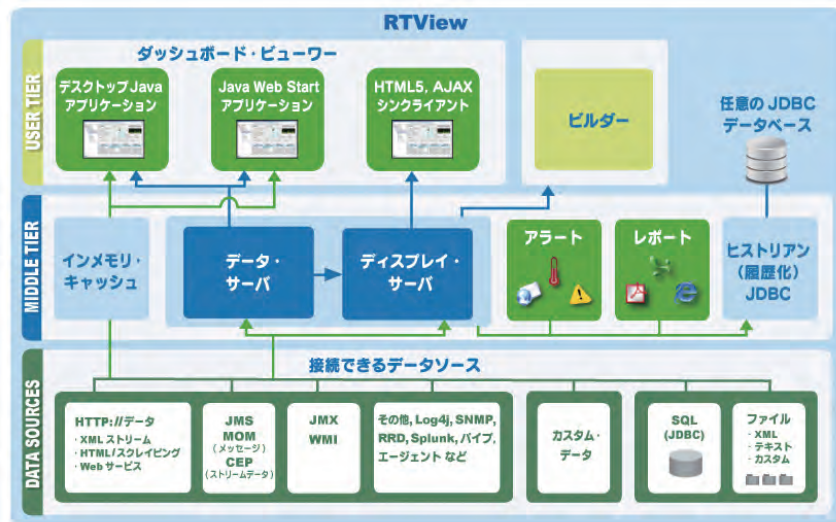 RTView
USER TIER
ダッシュボード・ビューワー
デスクトップJava
アプリケーション
Java Web Start
アプリケーション
HTML5, AJAX
シンクライアント
ビルダー
任意の JDBC
データベース
MIDDLE TIER
インメモリ・
キャッシュ
データ・
サーバ
ディスプレイ・
サーバ
アラート
レポート
ヒストリアン
(履歴化)
JDBC
DATA SOURCES
接続できるデータソース
HTTP://データ
・XML ストリーム
・HTML/スクレイピング
・Web サービス
JMS
MOM
(メッセージ)
CEP
(ストリームデータ)
JMX
WMI
その他, Log4j, SNMP,
RRD, Splunk, パイプ,
エージェント など
カスタム・
データ
SQL
(JDBC)
ファイル
・XML
・テキスト
・カスタム